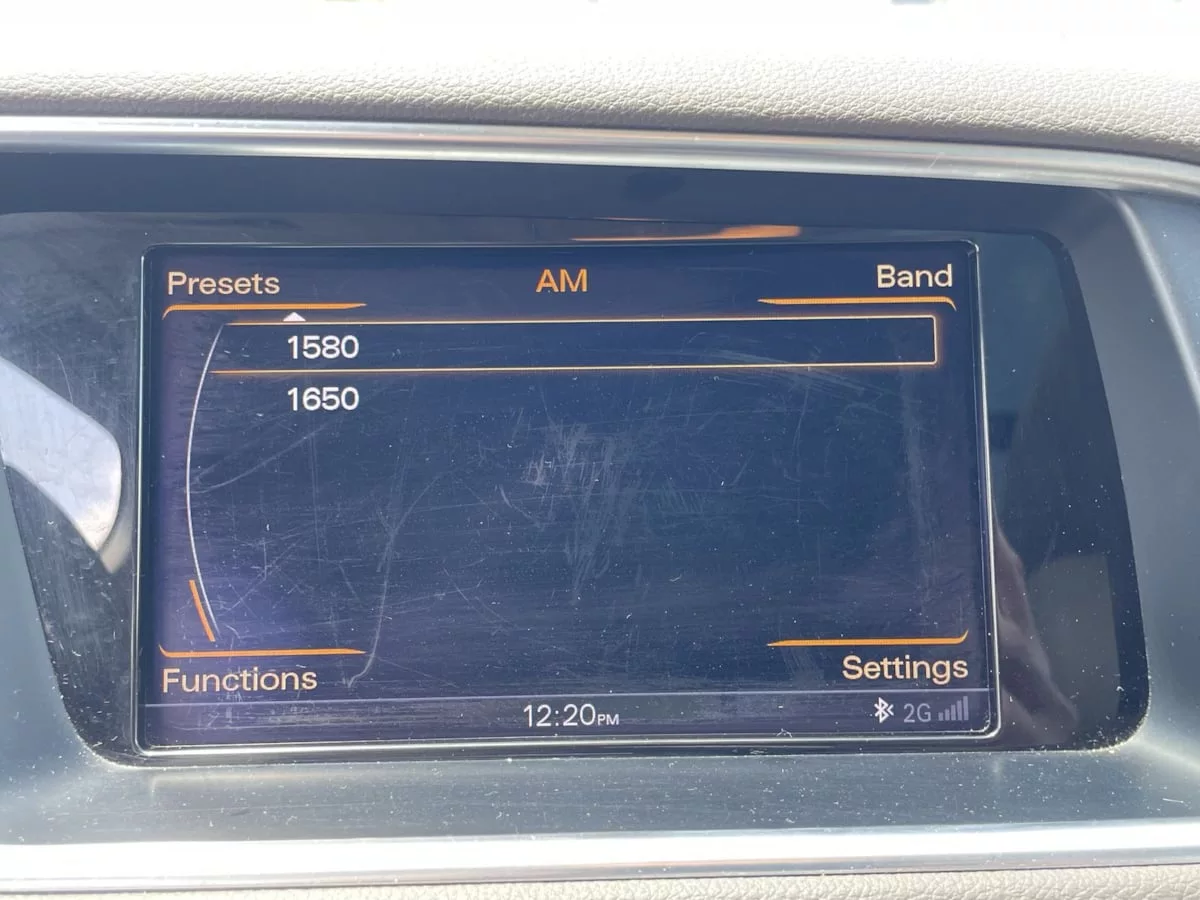 Presets AM Band
1580
1650
Functions Settings
12:20PM 2G